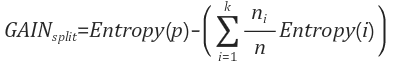 GAIN_split=Entropy(p)−(∑_{i=1}^{k} n_i/n Entropy(i))